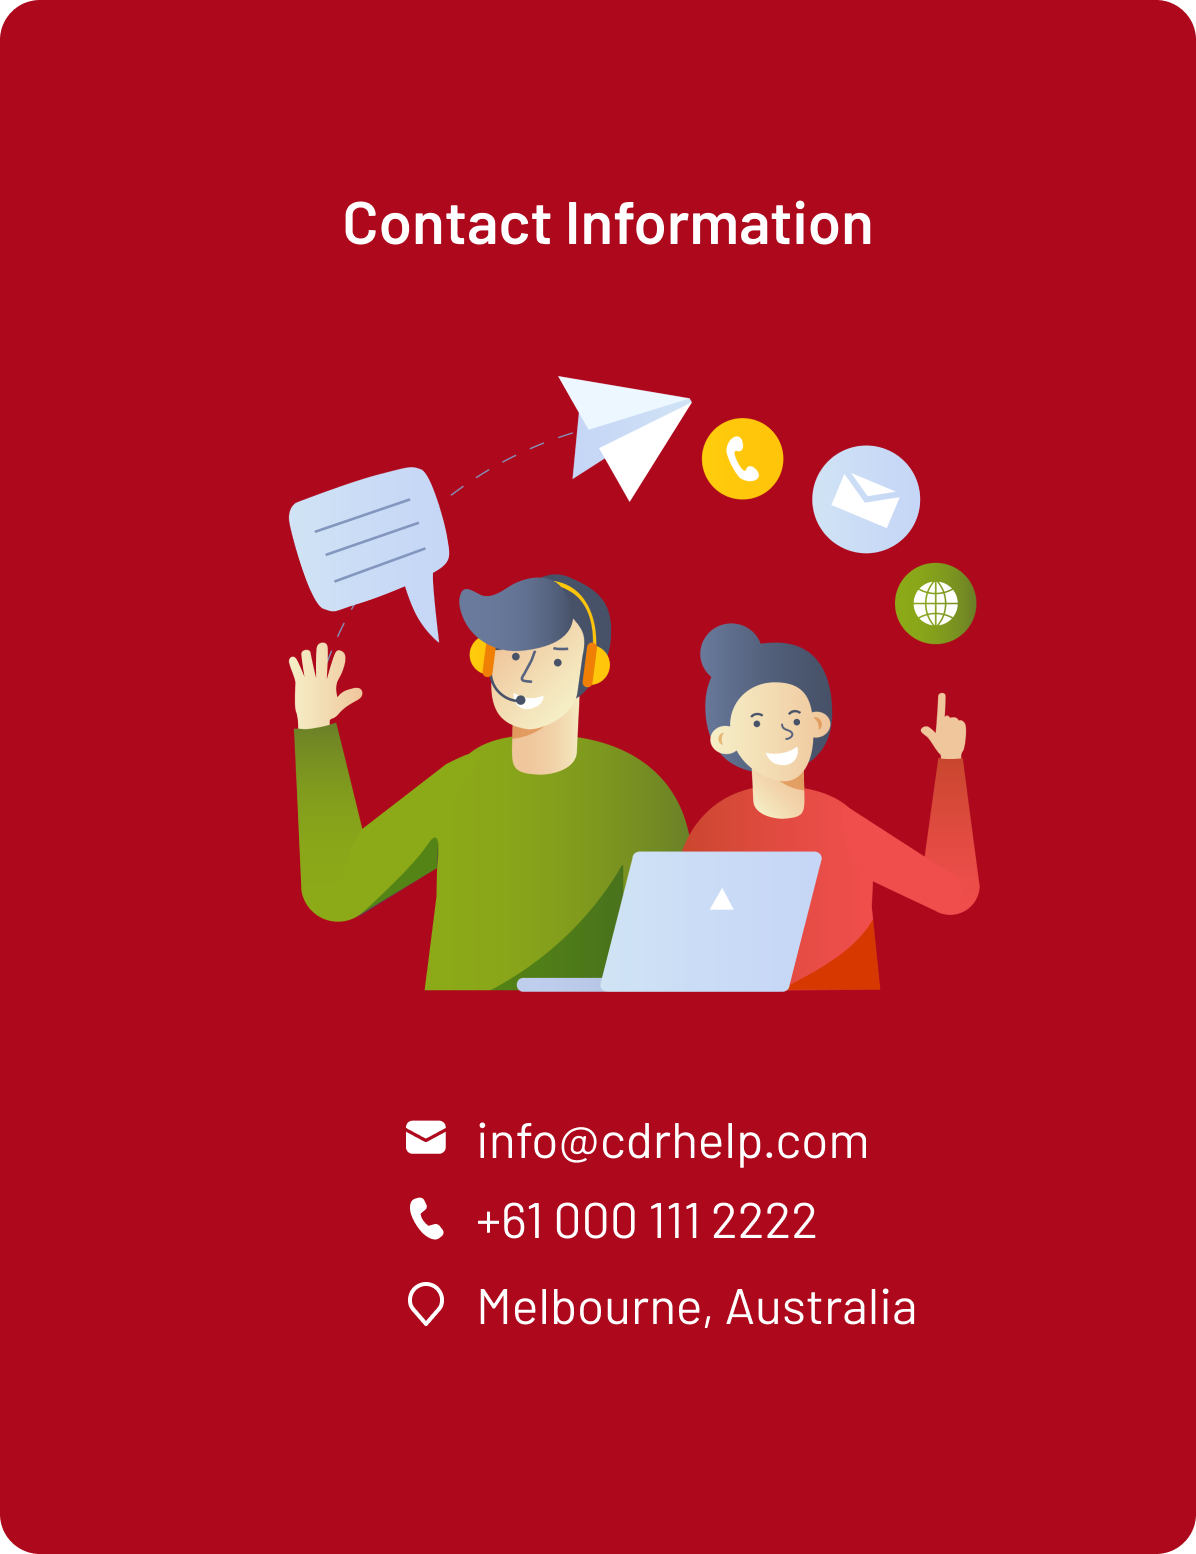 Contact Information
info@cdrhelp.com
+61 000 111 2222
Melbourne, Australia